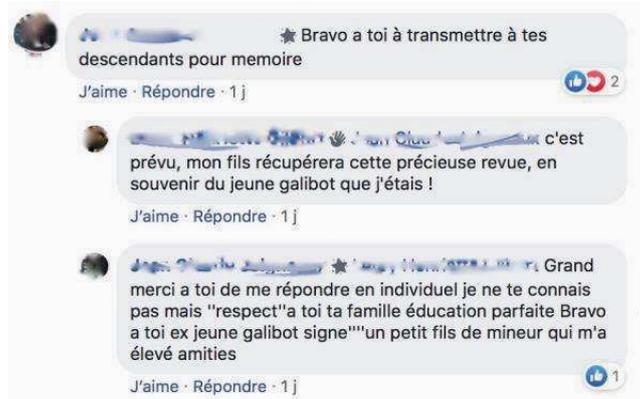 Bravo a toi à transmettre à tes
descendants pour memoire
2
J'aime · Répondre · 1 j
c'est
prévu, mon fils récupérera cette précieuse revue, en
souvenir du jeune galibot que j'étais !
J'aime · Répondre · 1 j
Grand
merci a toi de me répondre en individuel je ne te connais
pas mais "respect"a toi ta famille éducation parfaite Bravo
a toi ex jeune galibot signe""un petit fils de mineur qui m'a
élevé amities
1
J'aime · Répondre · 1 j